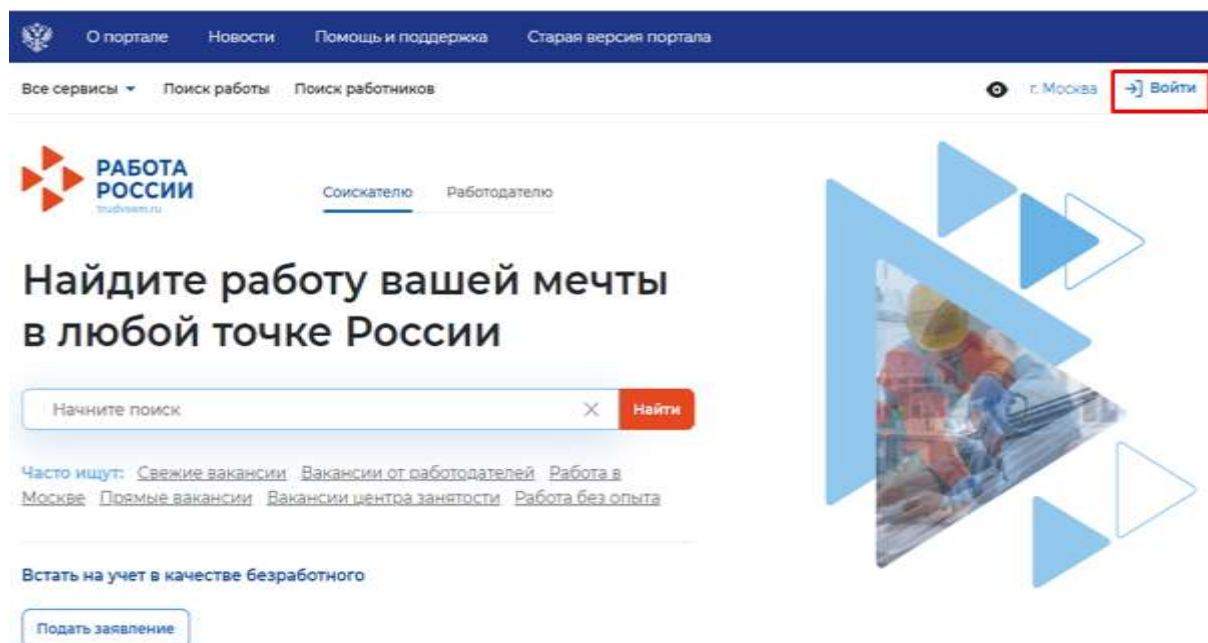 О портале Новости Помощь и поддержка Старая версия портала
Все сервисы Поиск работы Поиск работников г. Москва Войти
РАБОТА
РОССИИ
trudvsem.ru
Соискателю Работодателю
Найдите работу вашей мечты
в любой точке России
Начните поиск Найти
Часто ищут: Свежие вакансии Вакансии от работодателей Работа в
Москве Прямые вакансии Вакансии центра занятости Работа без опыта
Встать на учет в качестве безработного
Подать заявление